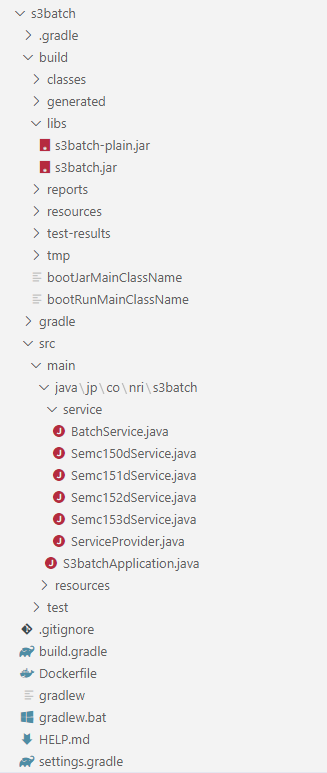 s3batch
.gradle
build
classes
generated
libs
s3batch-plain.jar
s3batch.jar
reports
resources
test-results
tmp
bootJarMainClassName
bootRunMainClassName
gradle
src
main
java\jp\co\nri\s3batch
service
BatchService.java
Semc150dService.java
Semc151dService.java
Semc152dService.java
Semc153dService.java
ServiceProvider.java
S3batchApplication.java
resources
test
.gitignore
build.gradle
Dockerfile
gradlew
gradlew.bat
HELP.md
settings.gradle